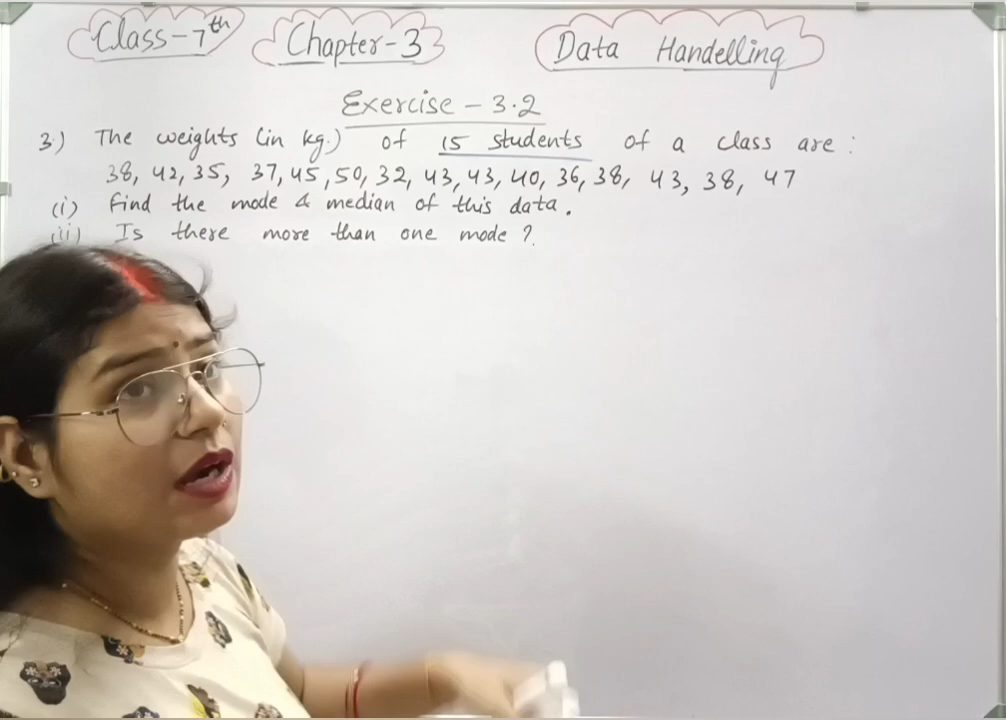 Class-7th Chapter-3 Data Handelling
Exercise - 3.2
3.) The weights (in kg.) of 15 students of a class are :
38, 42, 35, 37, 45, 50, 32, 43, 43, 40, 36, 38, 43, 38, 47
(i) Find the mode & median of this data.
(ii) Is there more than one mode ?